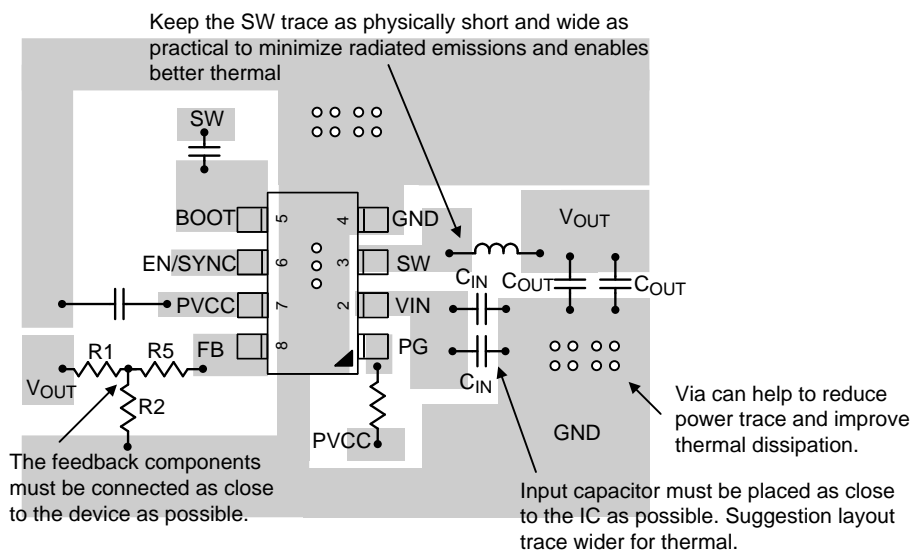 Keep the SW trace as physically short and wide as
practical to minimize radiated emissions and enables
better thermal
SW
BOOT
5
4
GND
VOUT
EN/SYNC
6
3
SW
CIN
COUT
COUT
PVCC
7
2
VIN
R1
R5
FB
8
PG
CIN
VOUT
R2
PVCC
GND
Via can help to reduce
power trace and improve
thermal dissipation.
The feedback components
must be connected as close
to the device as possible.
Input capacitor must be placed as close
to the IC as possible. Suggestion layout
trace wider for thermal.